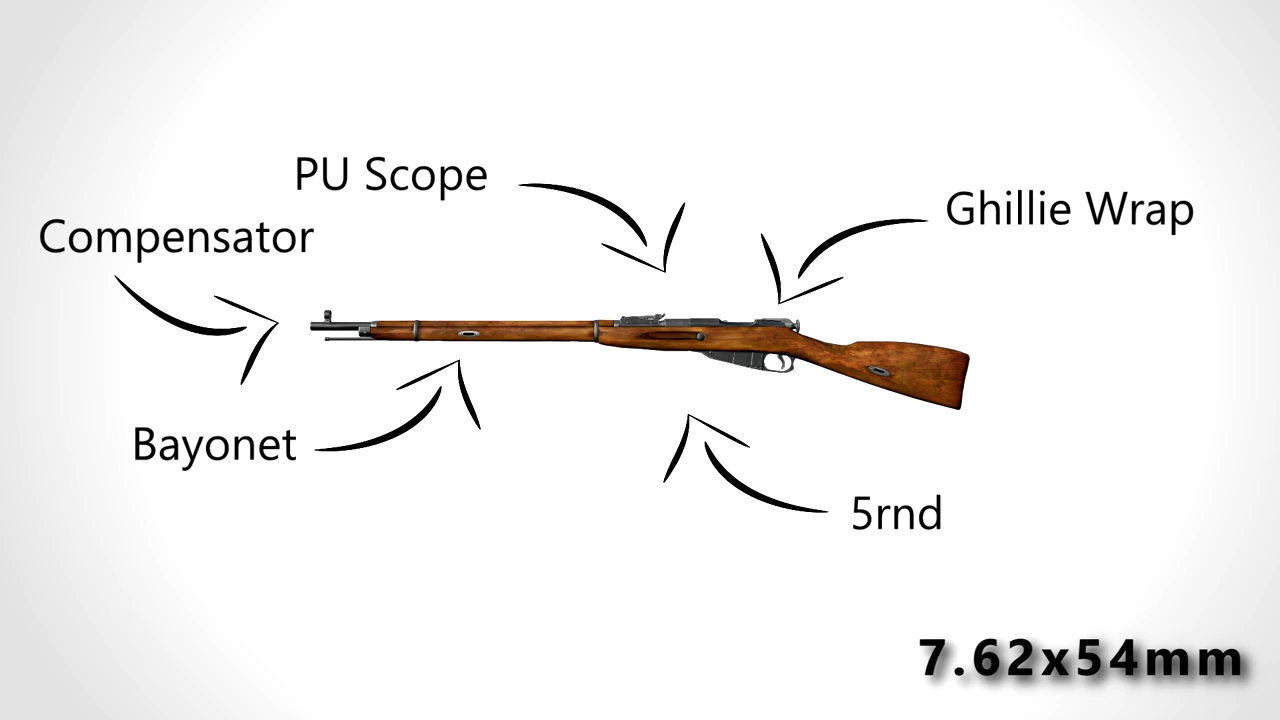 PU Scope
Ghillie Wrap
Compensator
Bayonet
5rnd
7.62x54mm